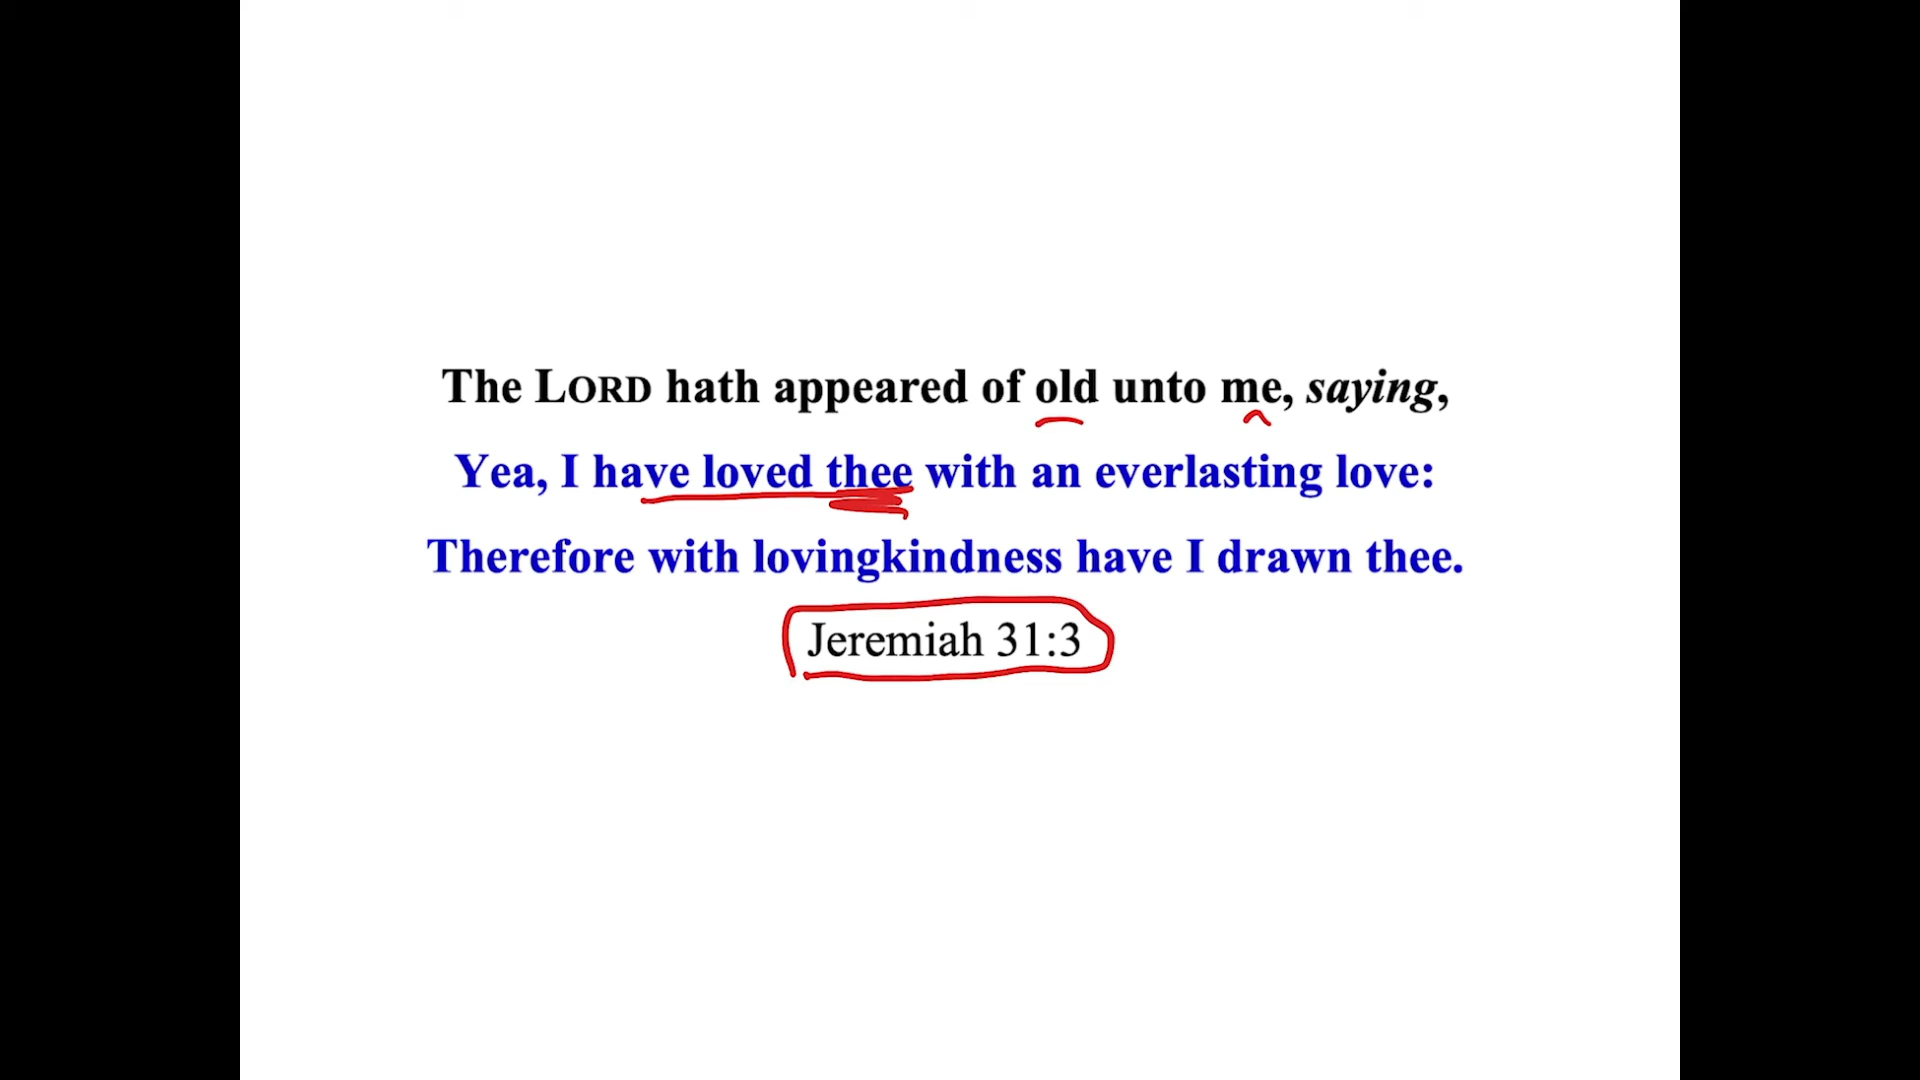 The LORD hath appeared of old unto me, saying,
Yea, I have loved thee with an everlasting love:
Therefore with lovingkindness have I drawn thee.
Jeremiah 31:3